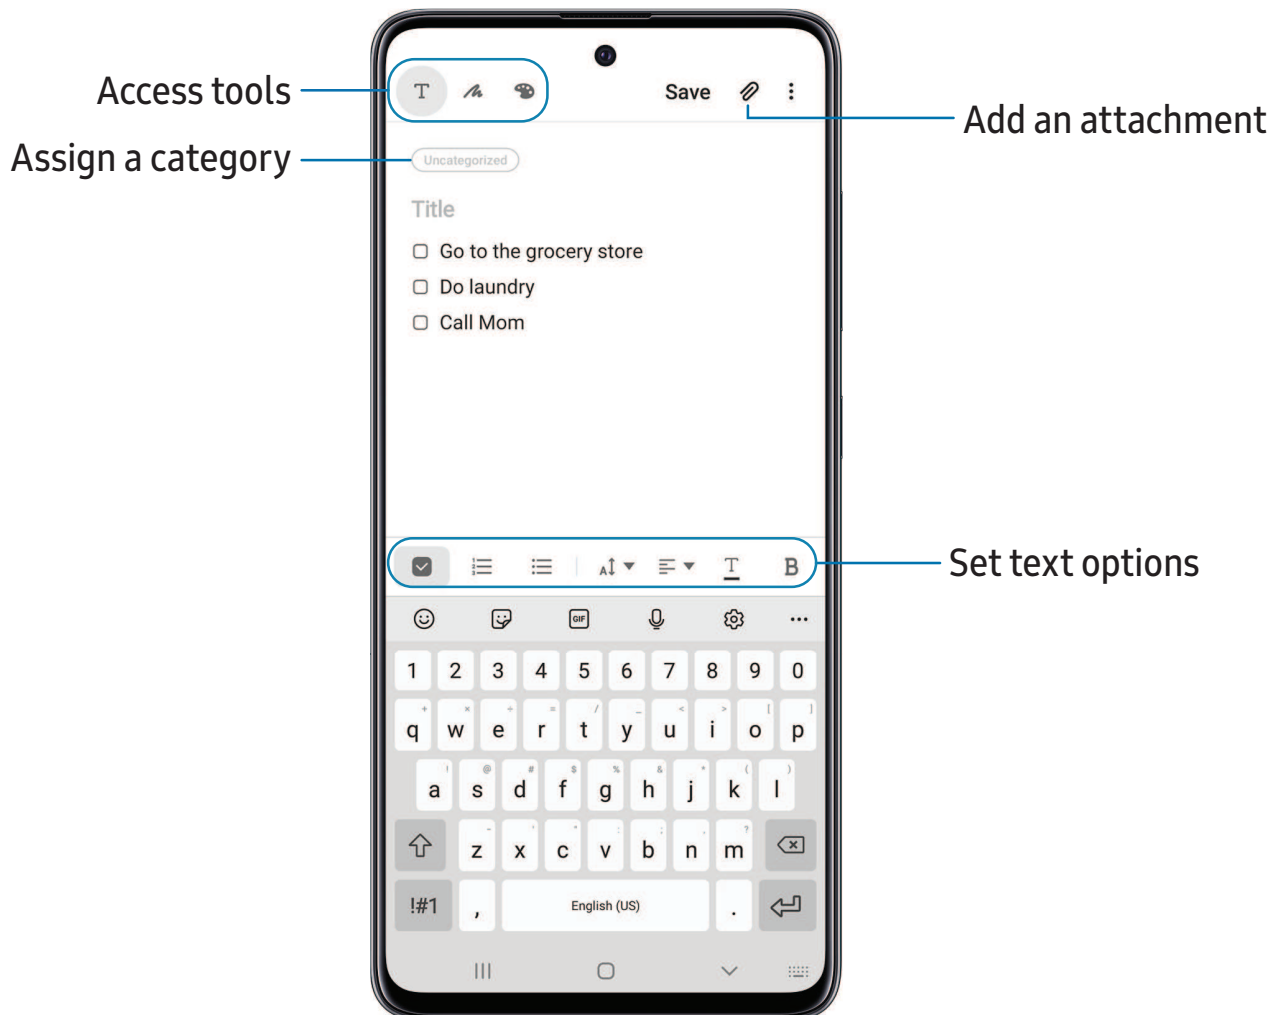 Access tools
T
Save
Add an attachment
Assign a category
Uncategorized
Title
Go to the grocery store
Do laundry
Call Mom
A T B
Set text options
GIF
1 2 3 4 5 6 7 8 9 0
+ × ÷ = / _ < > [ ]
q w e r t y u i o p
! @ # $ % & * ( )
a s d f g h j k l
- ' " : ; , ?
z x c v b n m
!#1 , English (US) .